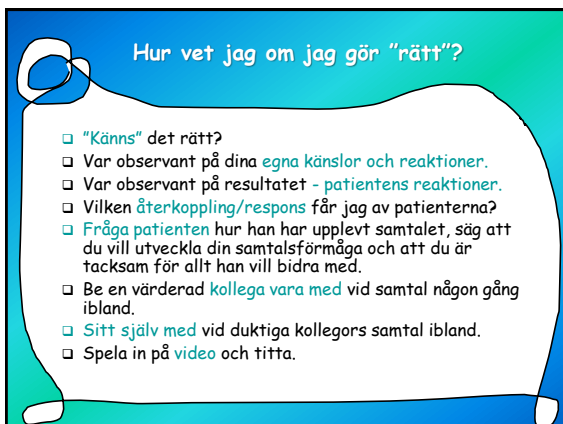 Hur vet jag om jag gör ”rätt”?
❑ ”Känns” det rätt?
❑ Var observant på dina egna känslor och reaktioner.
❑ Var observant på resultatet - patientens reaktioner.
❑ Vilken återkoppling/respons får jag av patienterna?
❑ Fråga patienten hur han har upplevt samtalet, säg att
du vill utveckla din samtalsförmåga och att du är
tacksam för allt han vill bidra med.
❑ Be en värderad kollega vara med vid samtal någon gång
ibland.
❑ Sitt själv med vid duktiga kollegors samtal ibland.
❑ Spela in på video och titta.